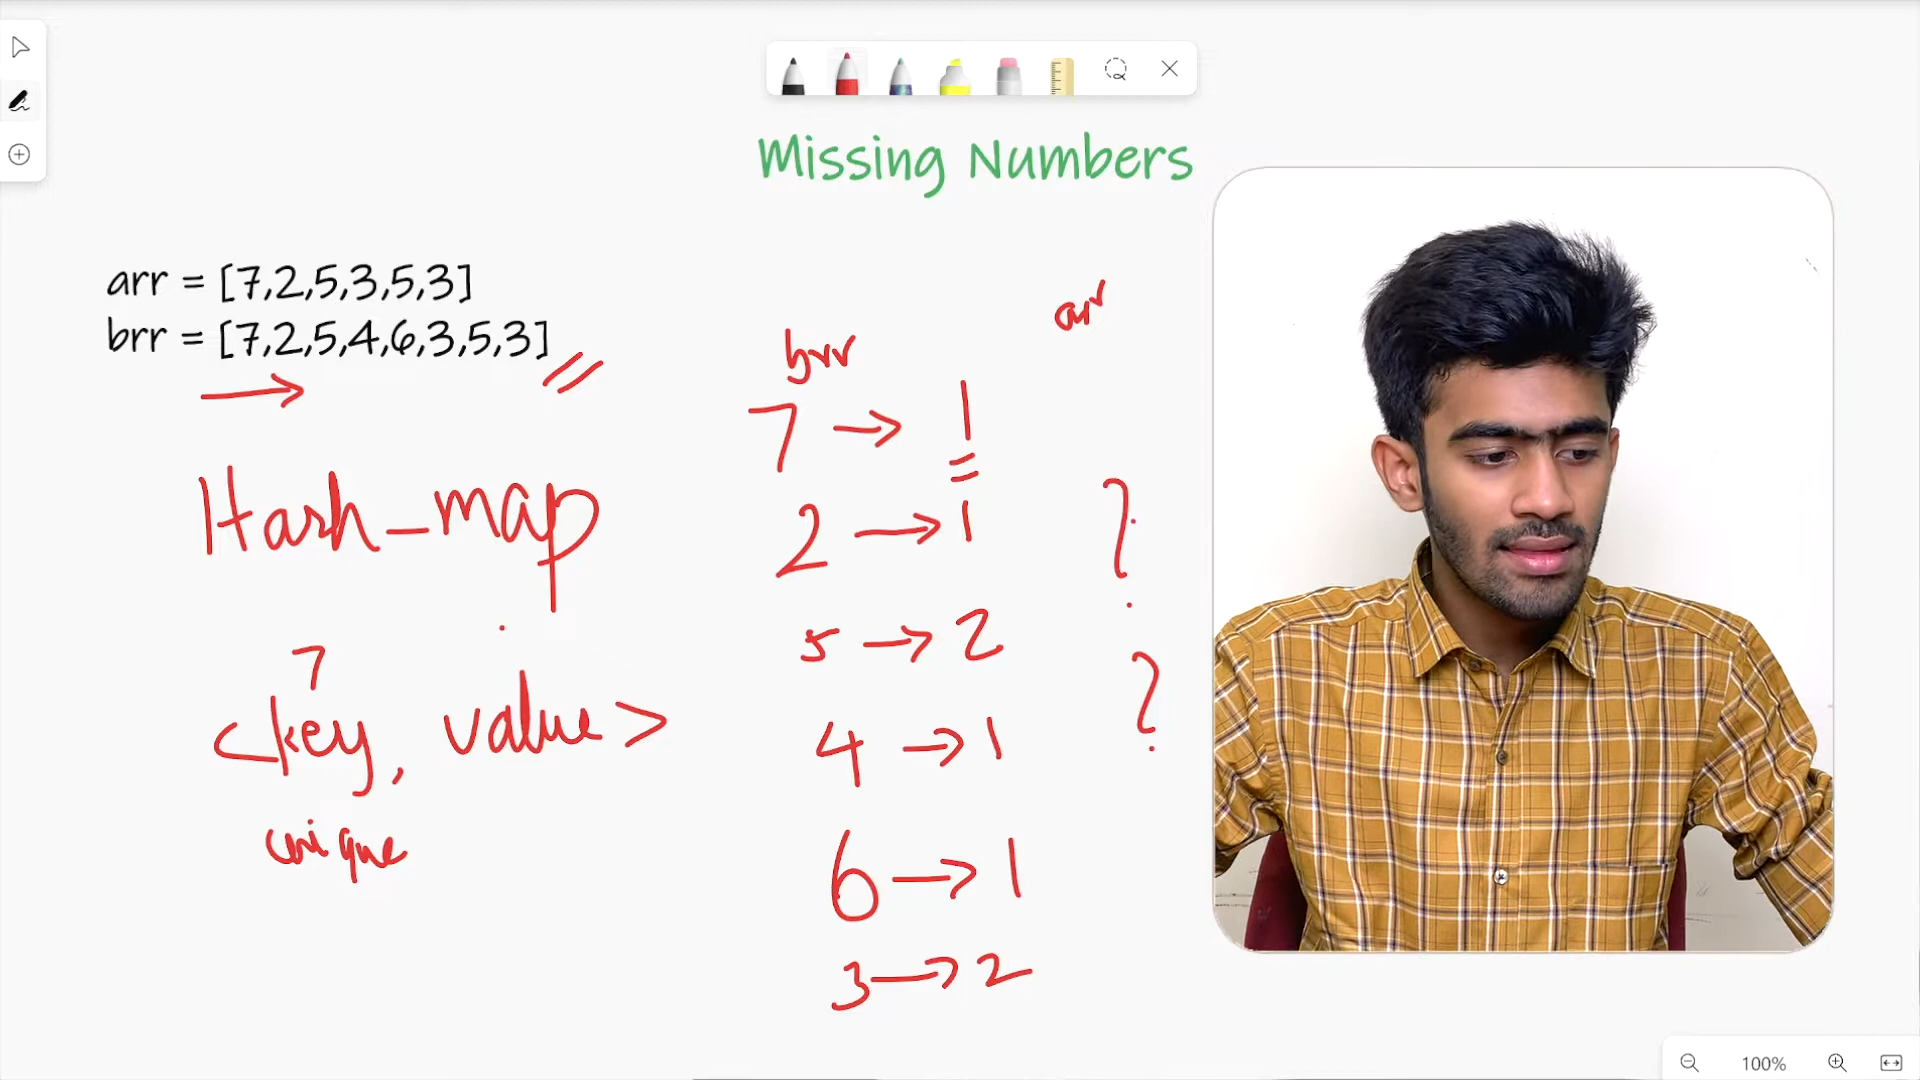 Missing Numbers
arr = [7,2,5,3,5,3]
brr = [7,2,5,4,6,3,5,3]
Hash_map
7
<key, value>
unique
brr
arr
7 → 1
2 → 1
?
5 → 2
?
4 → 1
6 → 1
3 → 2
100%